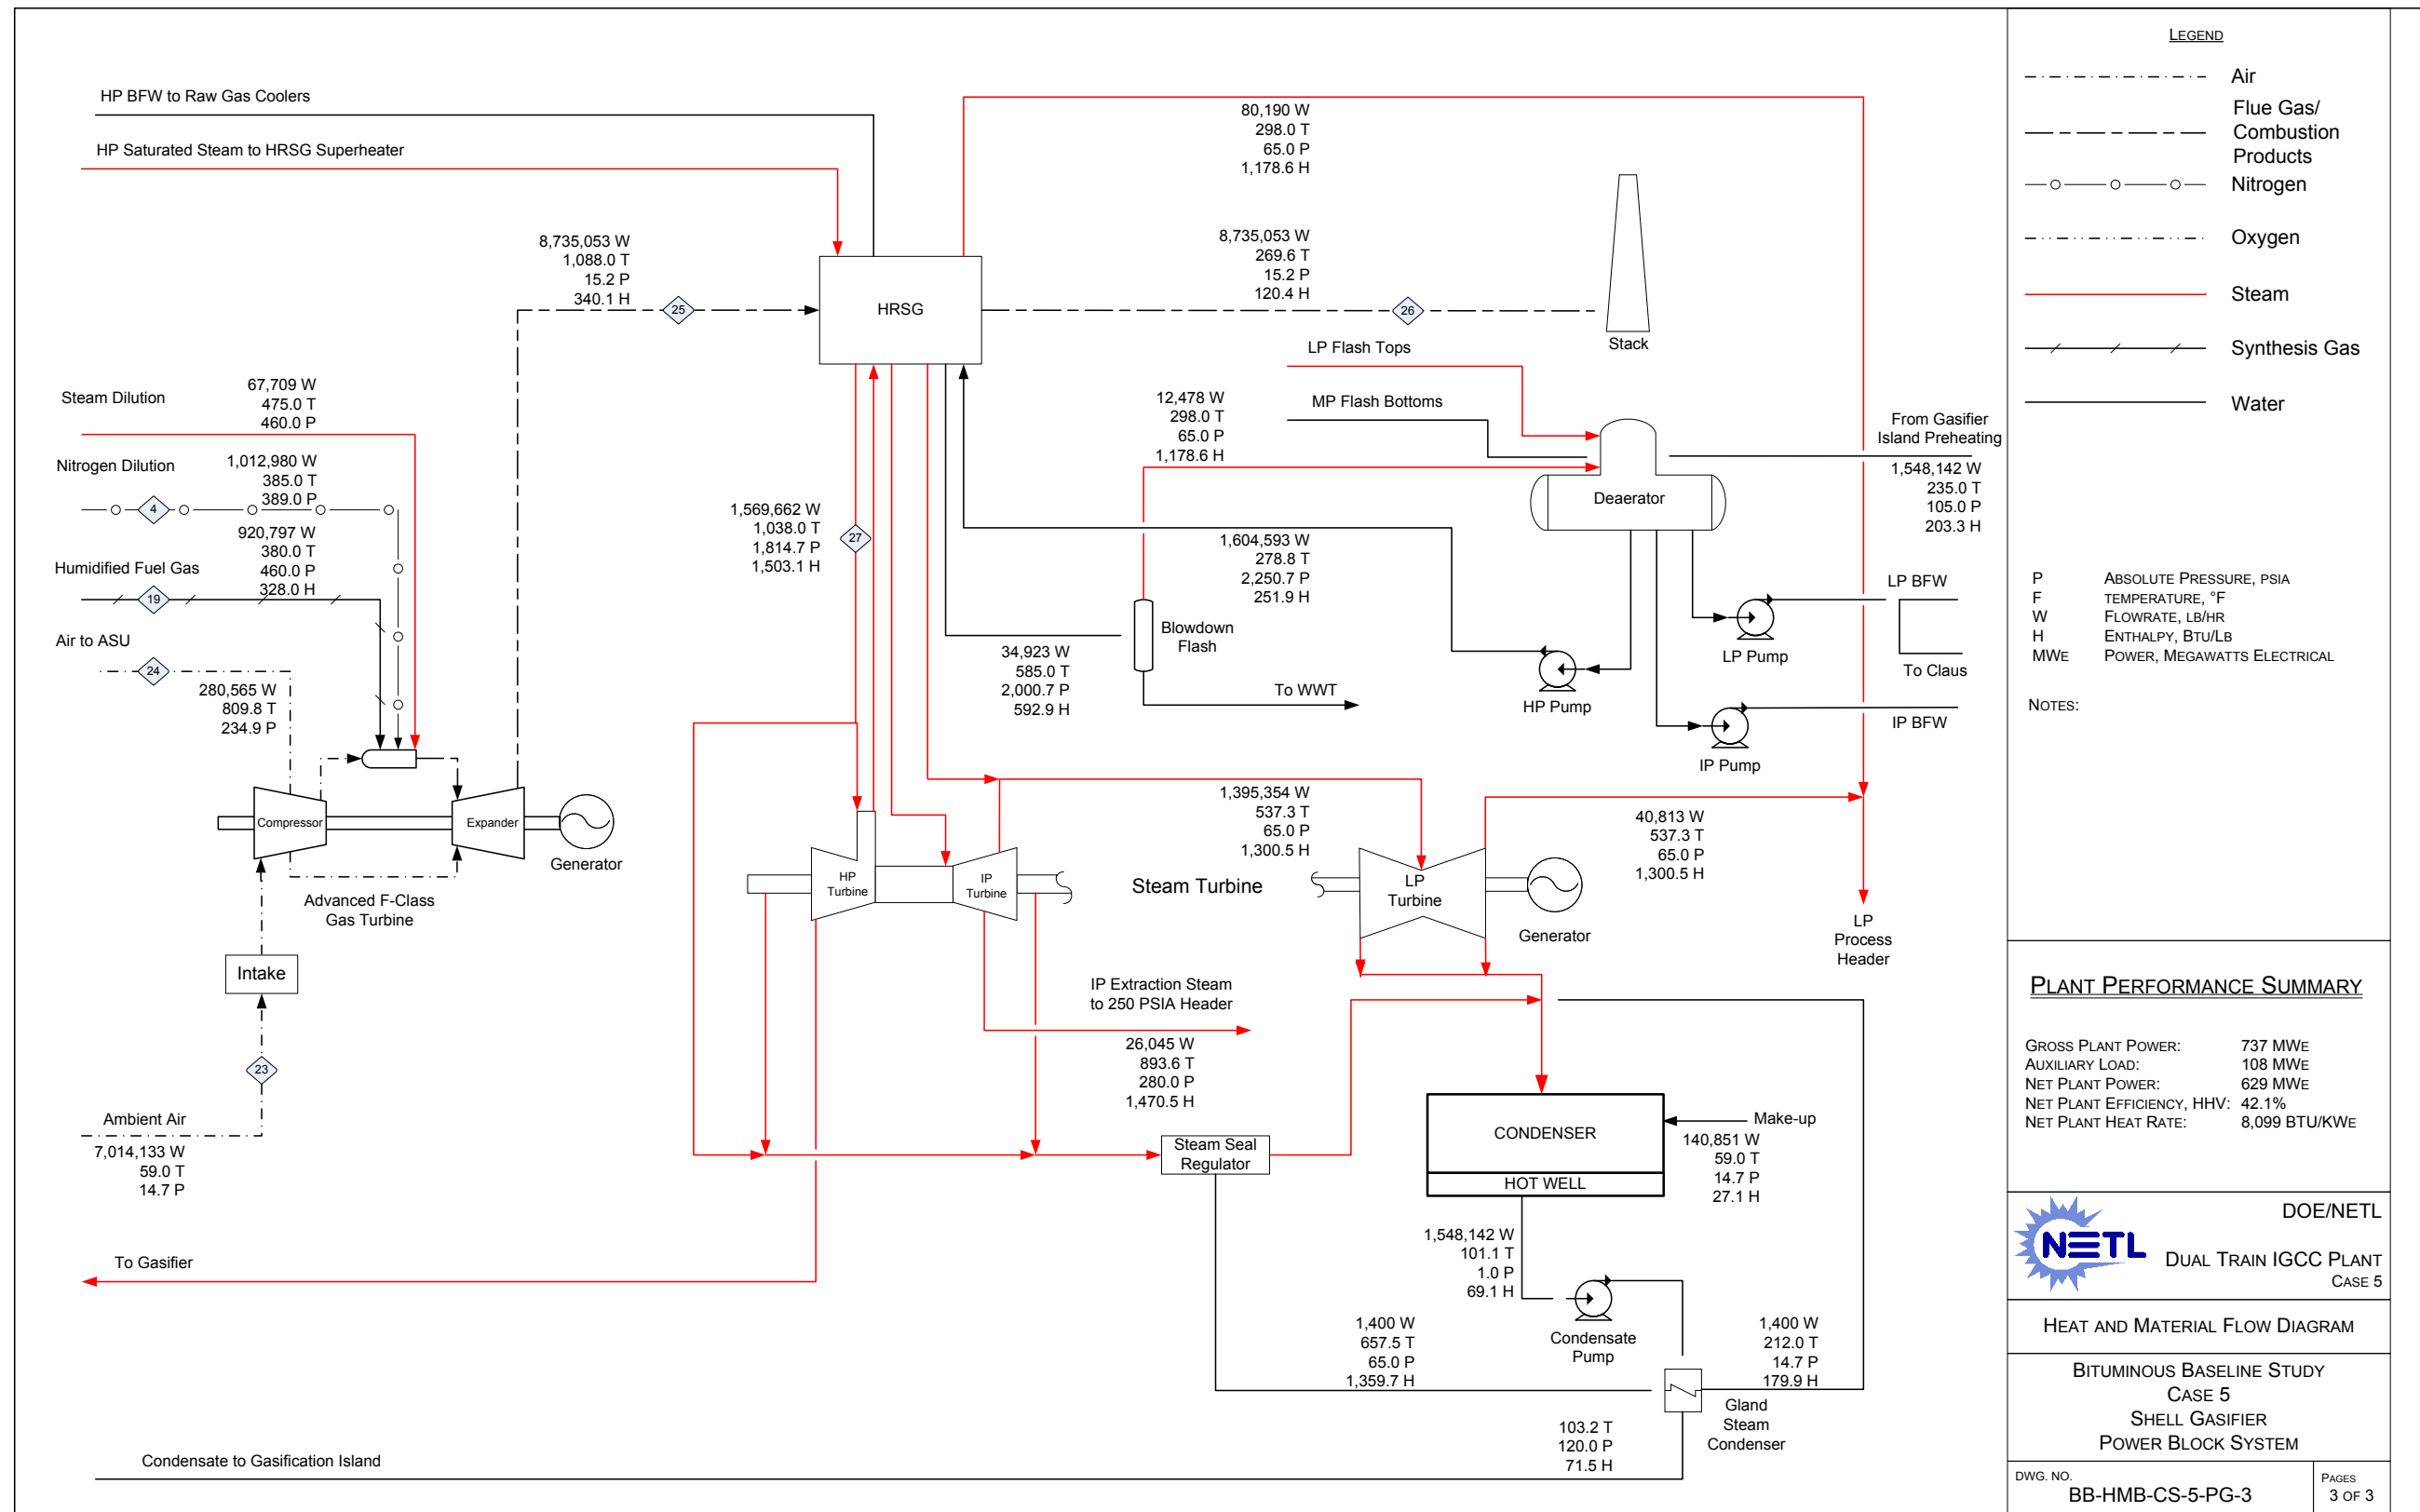 HP BFW to Raw Gas Coolers
HP Saturated Steam to HRSG Superheater
80,190 W
298.0 T
65.0 P
1,178.6 H
8,735,053 W
1,088.0 T
15.2 P
340.1 H
25
HRSG
8,735,053 W
269.6 T
15.2 P
120.4 H
26
Stack
LP Flash Tops
MP Flash Bottoms
12,478 W
298.0 T
65.0 P
1,178.6 H
Deaerator
From Gasifier
Island Preheating
1,548,142 W
235.0 T
105.0 P
203.3 H
Steam Dilution
67,709 W
475.0 T
460.0 P
Nitrogen Dilution
1,012,980 W
385.0 T
389.0 P
4
920,797 W
380.0 T
460.0 P
328.0 H
Humidified Fuel Gas
19
Air to ASU
24
280,565 W
809.8 T
234.9 P
1,569,662 W
1,038.0 T
1,814.7 P
1,503.1 H
27
1,604,593 W
278.8 T
2,250.7 P
251.9 H
Blowdown
Flash
34,923 W
585.0 T
2,000.7 P
592.9 H
To WWT
HP Pump
LP Pump
LP BFW
To Claus
IP BFW
IP Pump
Compressor
Expander
Generator
Advanced F-Class
Gas Turbine
Intake
23
Ambient Air
7,014,133 W
59.0 T
14.7 P
HP
Turbine
IP
Turbine
Steam Turbine
1,395,354 W
537.3 T
65.0 P
1,300.5 H
LP
Turbine
Generator
40,813 W
537.3 T
65.0 P
1,300.5 H
LP
Process
Header
IP Extraction Steam
to 250 PSIA Header
26,045 W
893.6 T
280.0 P
1,470.5 H
Steam Seal
Regulator
CONDENSER
HOT WELL
Make-up
140,851 W
59.0 T
14.7 P
27.1 H
1,548,142 W
101.1 T
1.0 P
69.1 H
Condensate
Pump
To Gasifier
1,400 W
657.5 T
65.0 P
1,359.7 H
1,400 W
212.0 T
14.7 P
179.9 H
Gland
Steam
Condenser
103.2 T
120.0 P
71.5 H
Condensate to Gasification Island
LEGEND
Air
Flue Gas/
Combustion
Products
Nitrogen
Oxygen
Steam
Synthesis Gas
Water
P ABSOLUTE PRESSURE, PSIA
F TEMPERATURE, °F
W FLOWRATE, LB/HR
H ENTHALPY, BTU/LB
MWE POWER, MEGAWATTS ELECTRICAL
NOTES:
PLANT PERFORMANCE SUMMARY
GROSS PLANT POWER: 737 MWE
AUXILIARY LOAD: 108 MWE
NET PLANT POWER: 629 MWE
NET PLANT EFFICIENCY, HHV: 42.1%
NET PLANT HEAT RATE: 8,099 BTU/KWE
NETL
DOE/NETL
DUAL TRAIN IGCC PLANT
CASE 5
HEAT AND MATERIAL FLOW DIAGRAM
BITUMINOUS BASELINE STUDY
CASE 5
SHELL GASIFIER
POWER BLOCK SYSTEM
DWG. NO.
BB-HMB-CS-5-PG-3
PAGES
3 OF 3